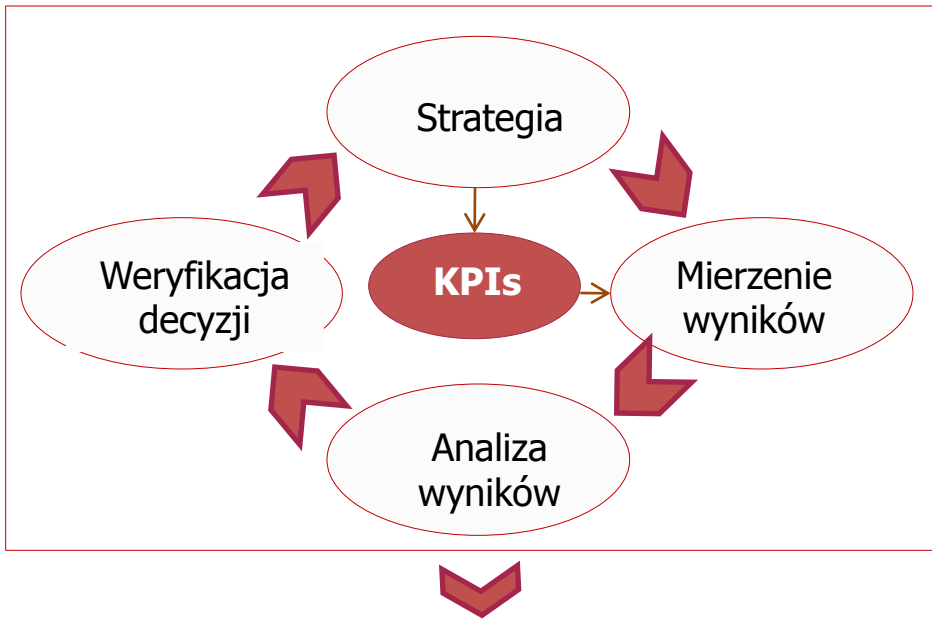 Strategia
Weryfikacja
decyzji
KPIs
Mierzenie
wyników
Analiza
wyników